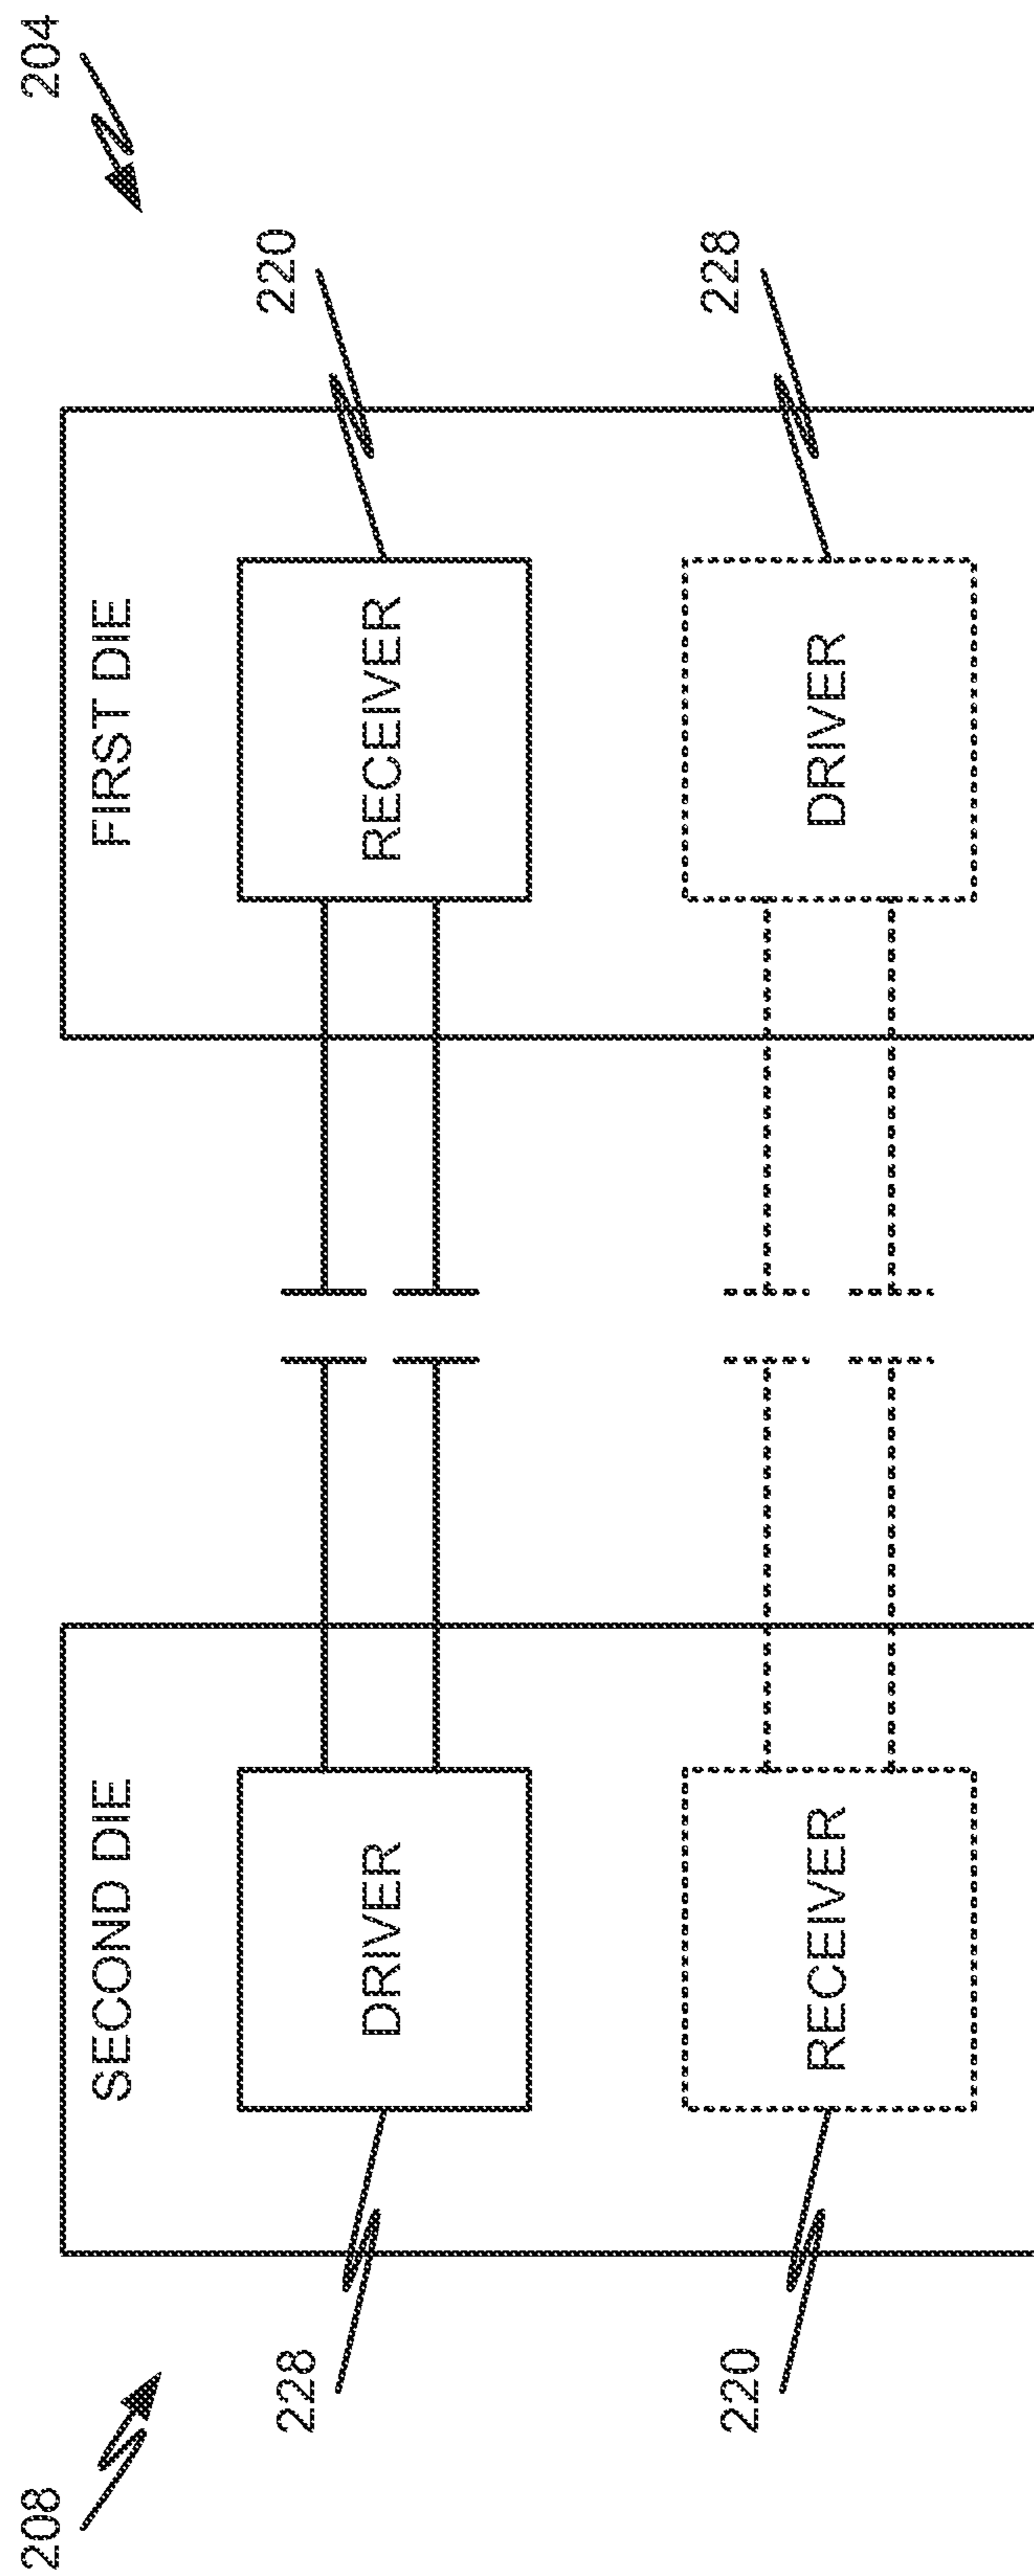 208
204
SECOND DIE
FIRST DIE
228
DRIVER
RECEIVER
220
220
RECEIVER
DRIVER
228